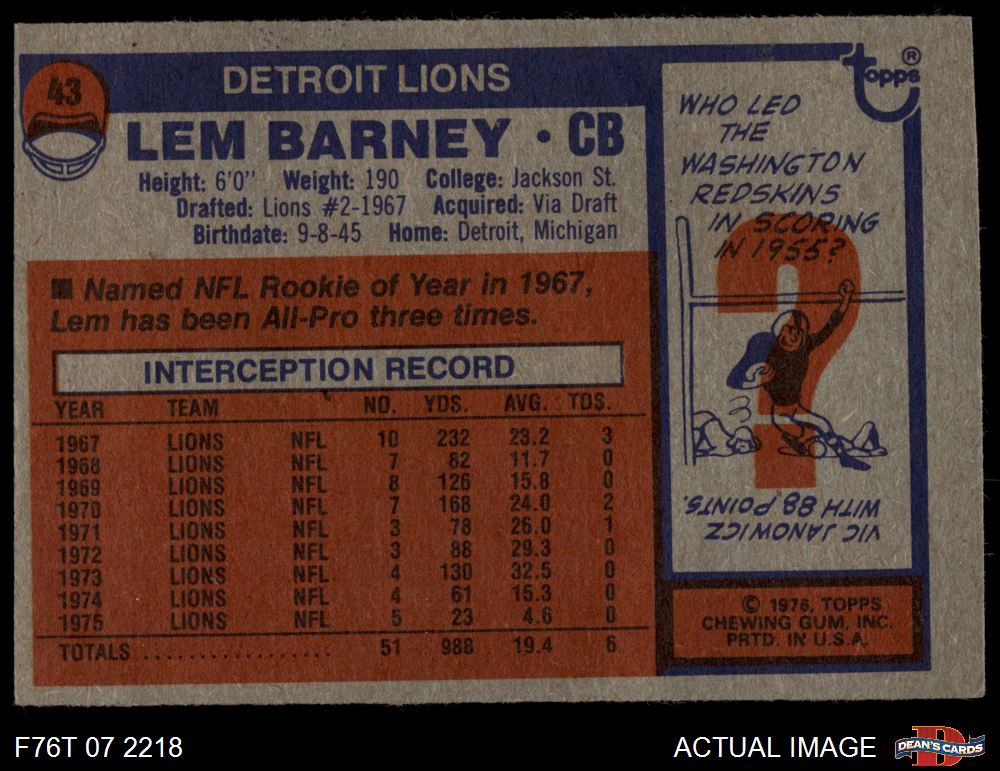 43
DETROIT LIONS
LEM BARNEY • CB
Height: 6'0" Weight: 190 College: Jackson St.
Drafted: Lions #2-1967 Acquired: Via Draft
Birthdate: 9-8-45 Home: Detroit, Michigan
■ Named NFL Rookie of Year in 1967,
Lem has been All-Pro three times.
INTERCEPTION RECORD
YEAR TEAM NO. YDS. AVG. TDS.
1967 LIONS NFL 10 232 23.2 3
1968 LIONS NFL 7 82 11.7 0
1969 LIONS NFL 8 126 15.8 0
1970 LIONS NFL 7 168 24.0 2
1971 LIONS NFL 3 78 26.0 1
1972 LIONS NFL 3 88 29.3 0
1973 LIONS NFL 4 130 32.5 0
1974 LIONS NFL 4 61 15.3 0
1975 LIONS NFL 5 23 4.6 0
TOTALS.................. 51 988 19.4 6
Topps®
WHO LED
THE
WASHINGTON
REDSKINS
IN SCORING
IN 1955?
?
VIC JANOWICZ
WITH 88 POINTS.
© 1976, TOPPS
CHEWING GUM, INC.
PRTD. IN U.S.A.
F76T 07 2218
ACTUAL IMAGE
D
DEAN'S CARDS